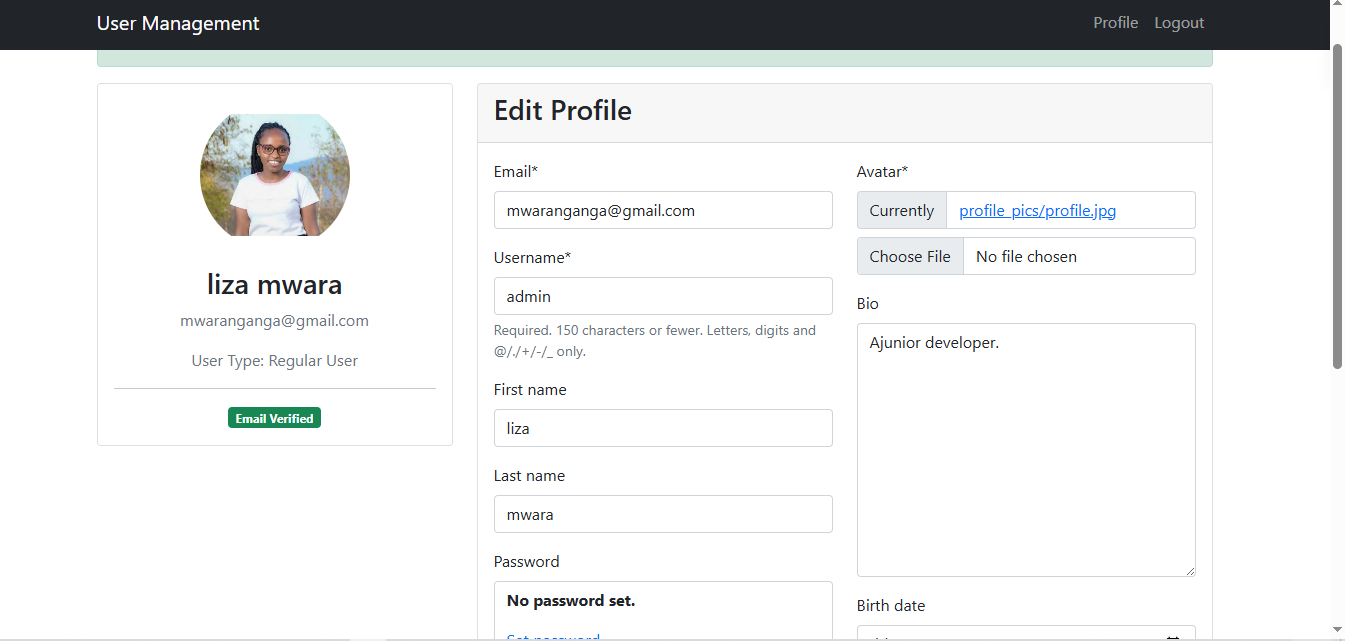 User Management
Profile Logout
liza mwara
mwaranganga@gmail.com
User Type: Regular User
Email Verified
Edit Profile
Email*
mwaranganga@gmail.com
Username*
admin
Required. 150 characters or fewer. Letters, digits and
@/./+/-/_ only.
First name
liza
Last name
mwara
Password
No password set.
Set password
Avatar*
Currently profile_pics/profile.jpg
Choose File No file chosen
Bio
Ajunior developer.
Birth date